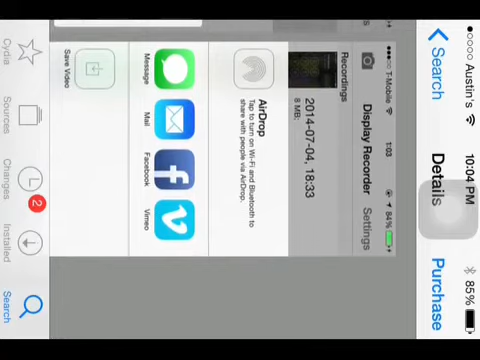 Austin's 10:04 PM 85%
Search Details Purchase
T-Mobile 1:03 84%
Display Recorder Settings
Recordings
2014-07-04, 18:33
8 MB;
AirDrop
Tap to turn on Wi-Fi and Bluetooth to
share with people via AirDrop.
Message Mail Facebook Vimeo
Save Video
2
Cydia Sources Changes Installed Search